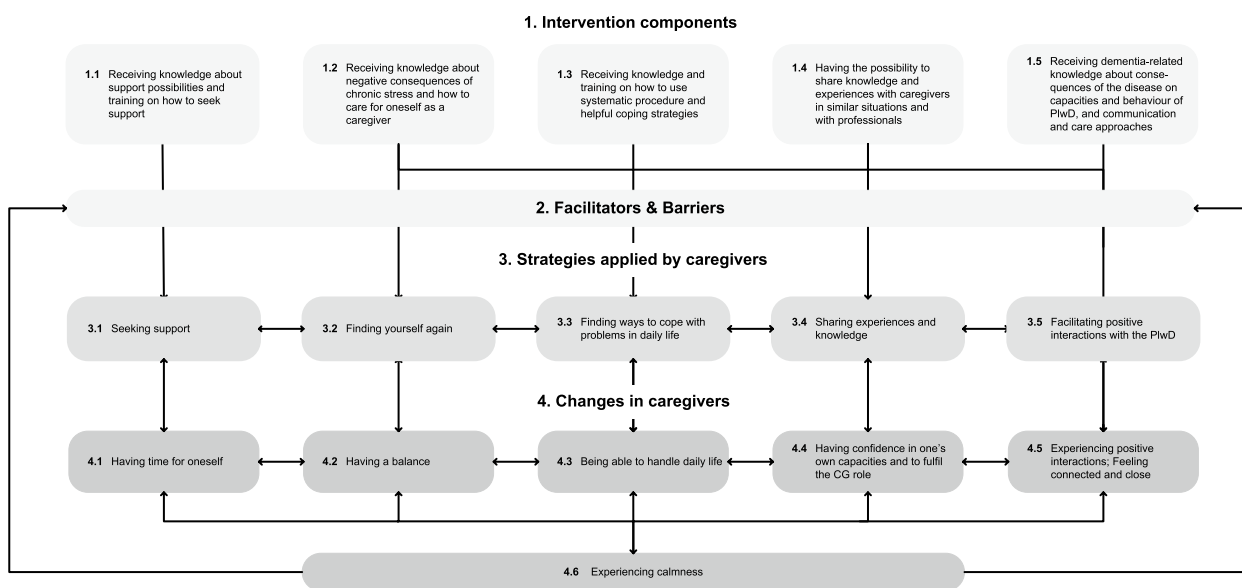 1. Intervention components
1.1 Receiving knowledge about
support possibilities and
training on how to seek
support
1.2 Receiving knowledge about
negative consequences of
chronic stress and how to
care for oneself as a
caregiver
1.3 Receiving knowledge and
training on how to use
systematic procedure and
helpful coping strategies
1.4 Having the possibility to
share knowledge and
experiences with caregivers
in similar situations and
with professionals
1.5 Receiving dementia-related
knowledge about conse-
quences of the disease on
capacities and behaviour of
PlwD, and communication
and care approaches
2. Facilitators & Barriers
3. Strategies applied by caregivers
3.1 Seeking support
3.2 Finding yourself again
3.3 Finding ways to cope with
problems in daily life
3.4 Sharing experiences and
knowledge
3.5 Facilitating positive
interactions with the PlwD
4. Changes in caregivers
4.1 Having time for oneself
4.2 Having a balance
4.3 Being able to handle daily life
4.4 Having confidence in one's
own capacities and to fulfil
the CG role
4.5 Experiencing positive
interactions; Feeling
connected and close
4.6 Experiencing calmness